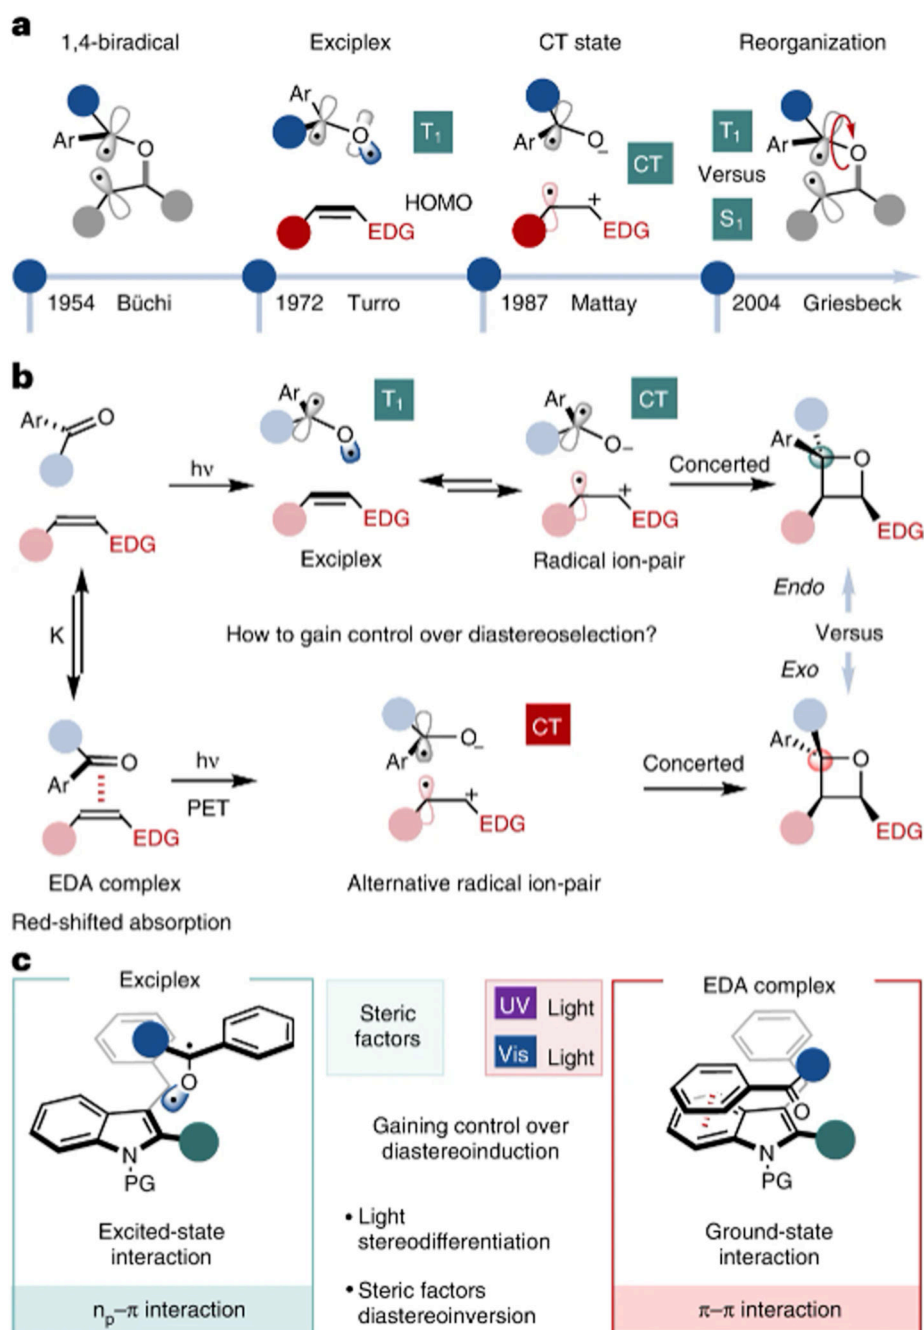 a
1,4-biradical
Exciplex
CT state
Reorganization
Ar
O
Ar
O
T1
HOMO
EDG
Ar
O−
CT
+
EDG
T1
Versus
S1
Ar
O
1954 Büchi
1972 Turro
1987 Mattay
2004 Griesbeck
b
Ar
O
EDG
hν
Ar
O
T1
EDG
Exciplex
Ar
O−
CT
+
EDG
Radical ion-pair
Concerted
Ar
O
EDG
K
How to gain control over diastereoselection?
Endo
Versus
Exo
Ar
O
EDG
EDA complex
Red-shifted absorption
hν
PET
O−
Ar
CT
+
EDG
Alternative radical ion-pair
Concerted
Ar
O
EDG
c
Exciplex
O
N
PG
Excited-state
interaction
np–π interaction
Steric
factors
UV Light
Vis Light
Gaining control over
diastereoinduction
• Light
stereodifferentiation
• Steric factors
diastereoinversion
EDA complex
O
N
PG
Ground-state
interaction
π–π interaction